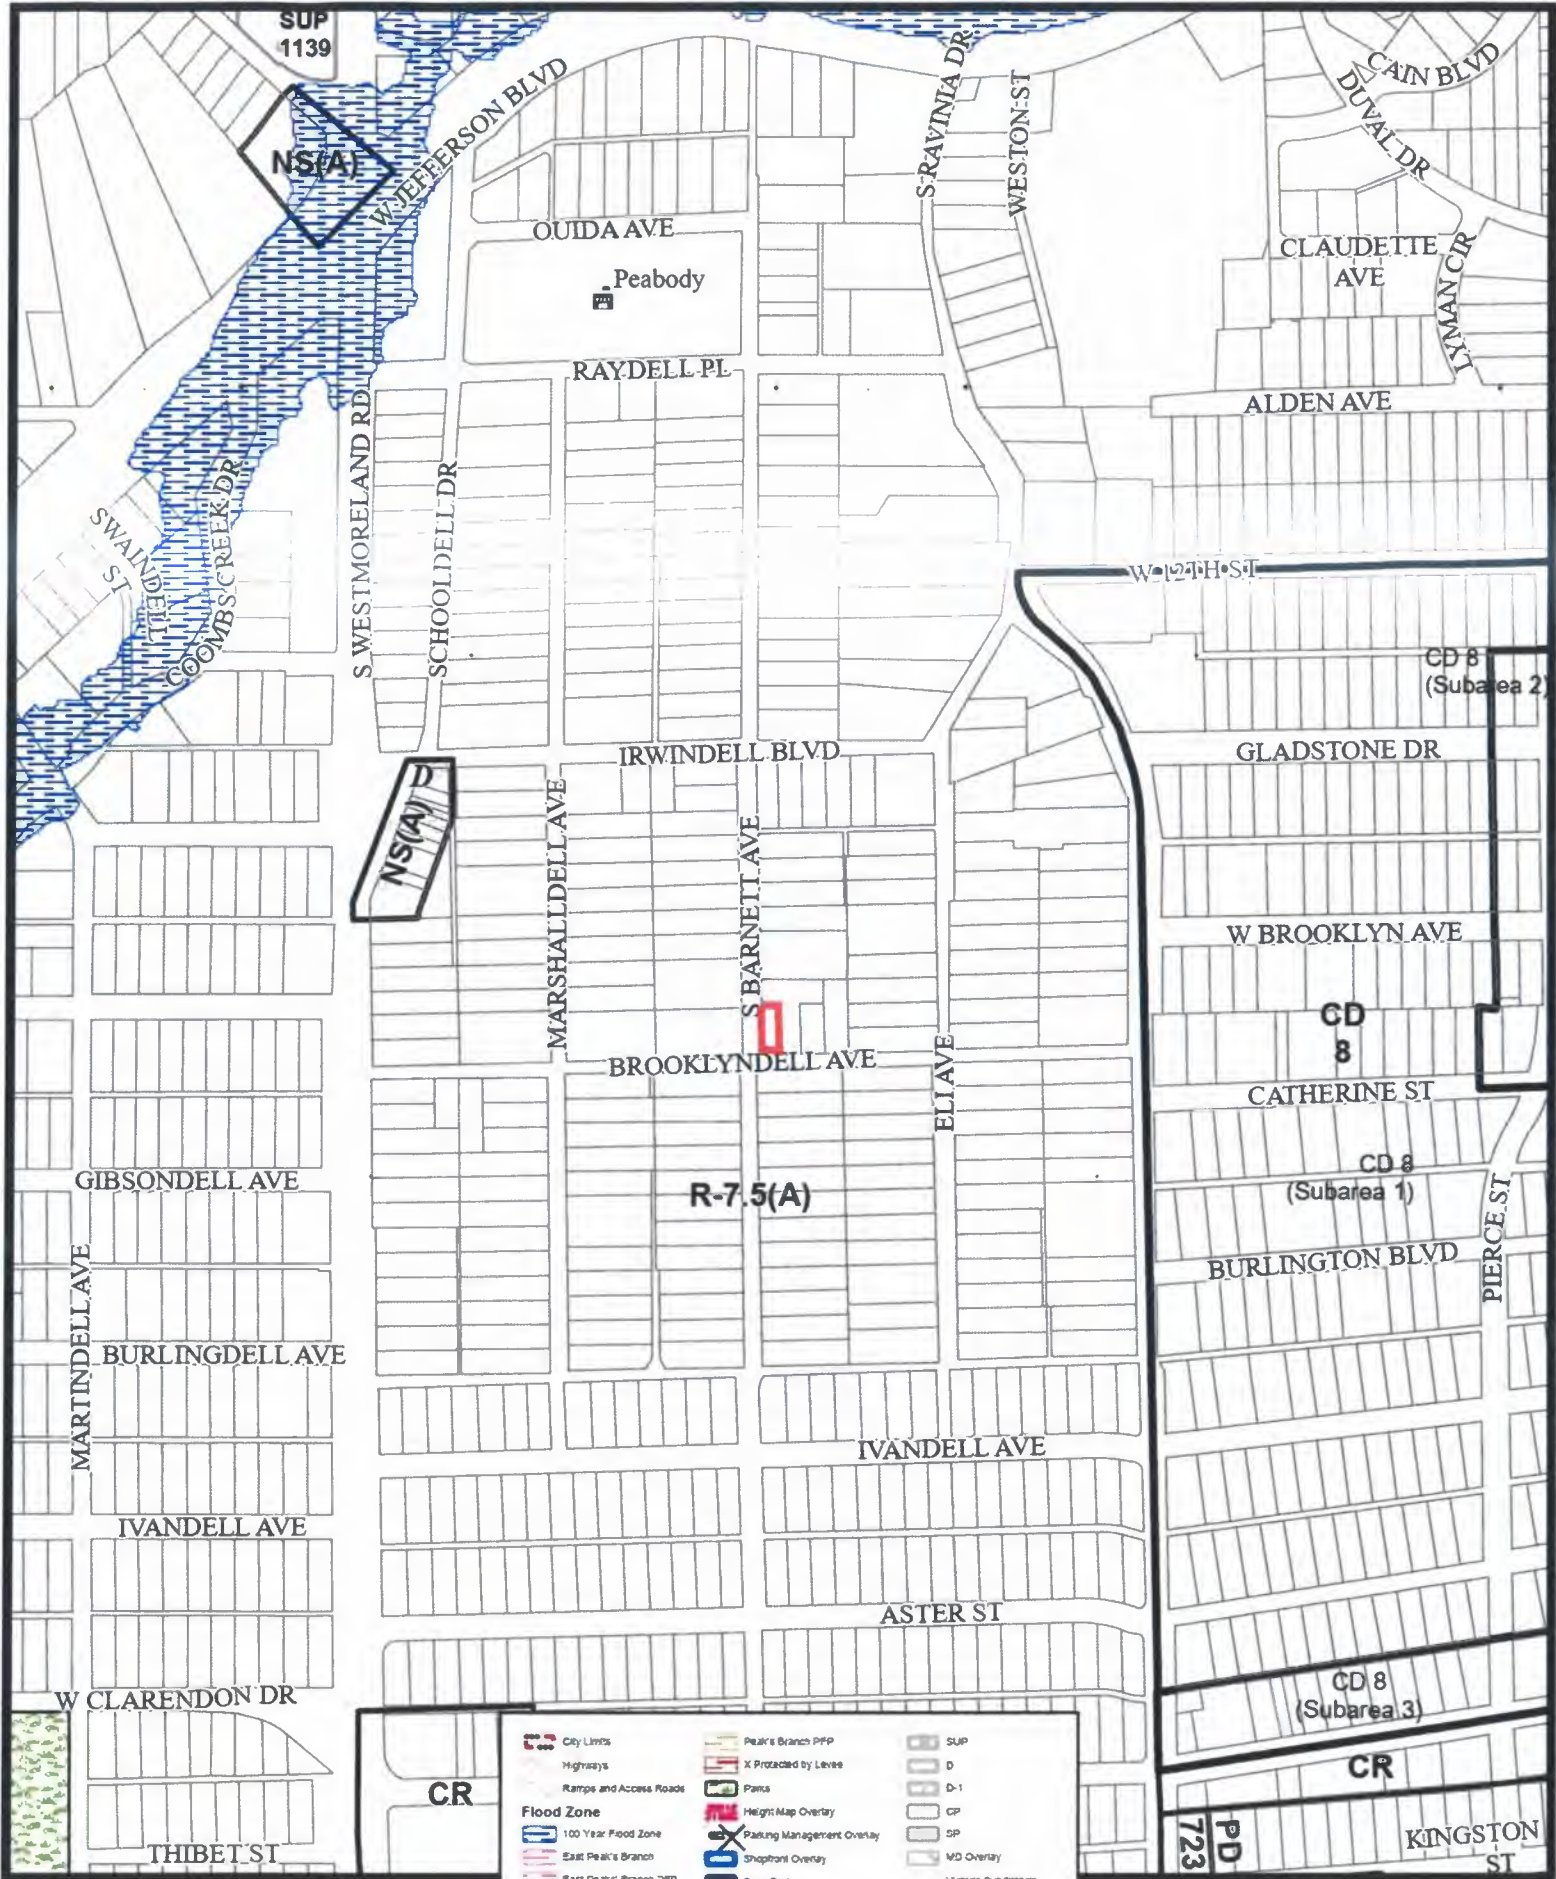 SUP
1139
NS(A)
W JEFFERSON BLVD
S RAVINIA DR
WESTON ST
CAIN BLVD
DUVAL DR
OUIDA AVE
CLAUDETTE
AVE
LYMAN CIR
Peabody
RAYDELL PL
ALDEN AVE
S WESTMORELAND RD
SCHOOLDELL DR
SWAINDELL
ST
COOMBS CREEK DR
W 12TH ST
CD 8
(Subarea 2)
IRWINDELL BLVD
GLADSTONE DR
D
NS(A)
MARSHALLDELL AVE
S BARNETT AVE
W BROOKLYN AVE
CD
8
BROOKLYNDELL AVE
ELI AVE
CATHERINE ST
CD 8
(Subarea 1)
GIBSONDELL AVE
R-7.5(A)
PIERCE ST
BURLINGTON BLVD
MARTINDELL AVE
BURLINGDELL AVE
IVANDELL AVE
IVANDELL AVE
ASTER ST
W CLARENDON DR
CD 8
(Subarea 3)
CR
CR
PD
723
KINGSTON
ST
THIBET ST
City Limits
Highways
Ramps and Access Roads
Flood Zone
100 Year Flood Zone
East Peak's Branch
Peak's Branch PFP
X Protected by Levee
Parks
Height Map Overlay
Parking Management Overlay
Shopfront Overlay
SUP
D
D-1
CP
SP
MD Overlay